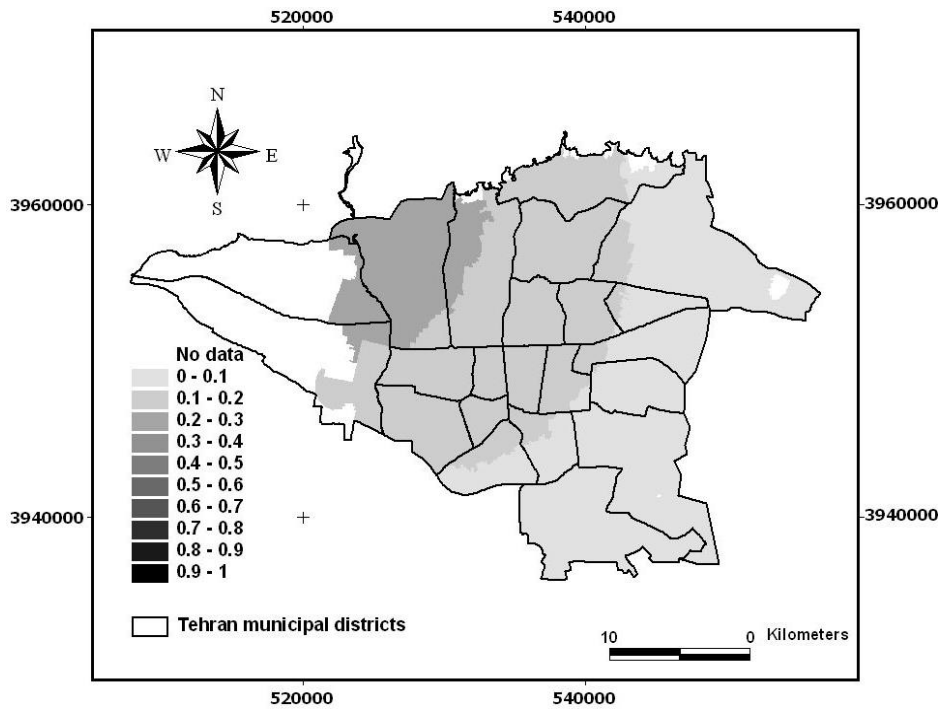 520000 540000
N
W E
S
3960000 3960000
No data
0 - 0.1
0.1 - 0.2
0.2 - 0.3
0.3 - 0.4
0.4 - 0.5
0.5 - 0.6
0.6 - 0.7
0.7 - 0.8
0.8 - 0.9
0.9 - 1
3940000 3940000
Tehran municipal districts
10 0 Kilometers
520000 540000